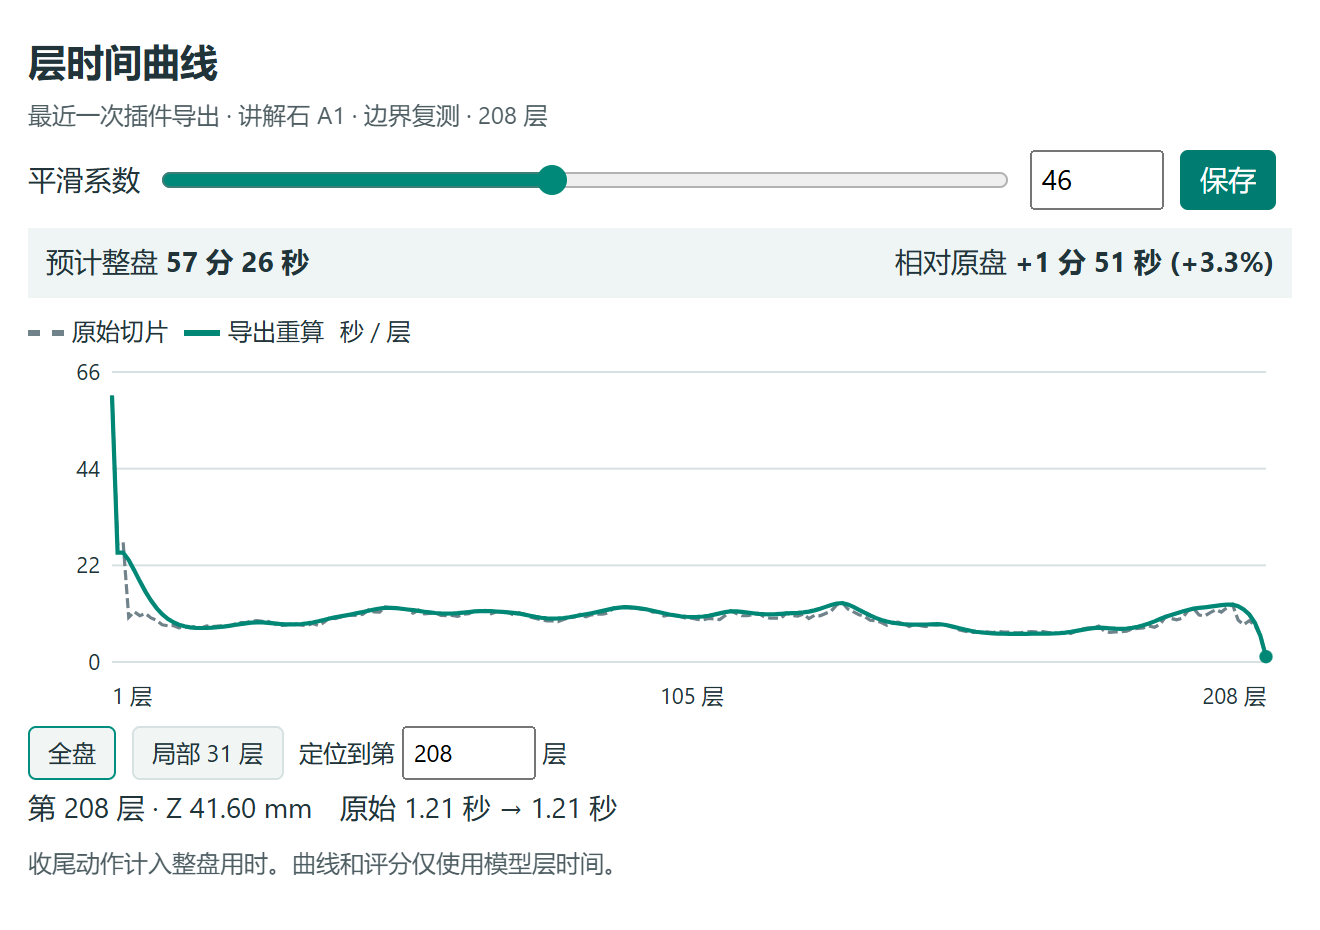 层时间曲线
最近一次插件导出 · 讲解石 A1 · 边界复测 · 208 层
平滑系数 46 保存
预计整盘 57 分 26 秒 相对原盘 +1 分 51 秒 (+3.3%)
原始切片 导出重算 秒 / 层
66
44
22
0
1 层 105 层 208 层
全盘 局部 31 层 定位到第 208 层
第 208 层 · Z 41.60 mm 原始 1.21 秒 → 1.21 秒
收尾动作计入整盘用时。曲线和评分仅使用模型层时间。